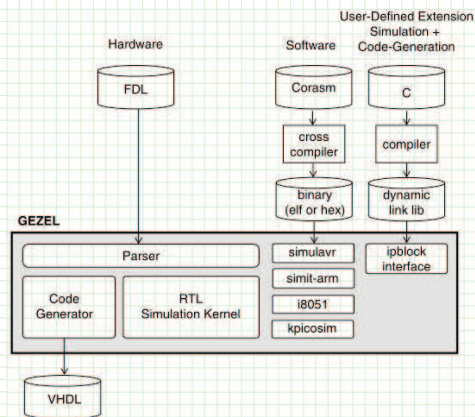 User-Defined Extension
Simulation +
Code-Generation
Hardware
Software
FDL
Corasm
C
cross
compiler
compiler
binary
(elf or hex)
dynamic
link lib
GEZEL
Parser
simulavr
ipblock
interface
simit-arm
Code
Generator
RTL
Simulation Kernel
i8051
kpicosim
VHDL